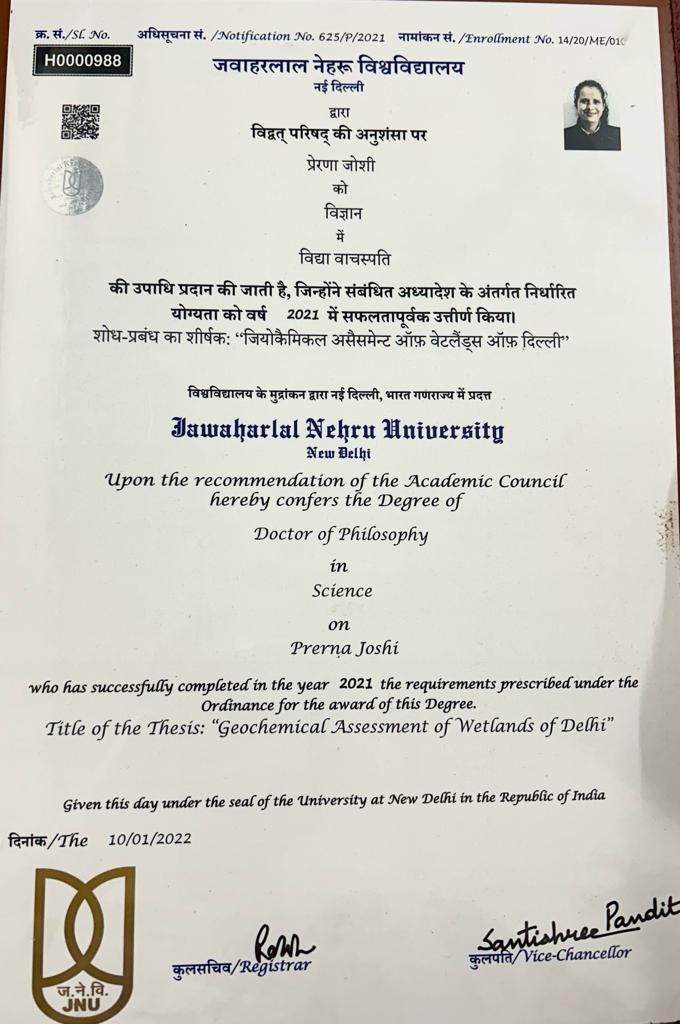 क्र. सं./Sl. No.
अधिसूचना सं. /Notification No. 625/P/2021
नामांकन सं. /Enrollment No. 14/20/ME/010
H0000988
जवाहरलाल नेहरू विश्वविद्यालय
नई दिल्ली
द्वारा
विद्वत् परिषद् की अनुशंसा पर
प्रेरणा जोशी
को
विज्ञान
में
विद्या वाचस्पति
की उपाधि प्रदान की जाती है, जिन्होंने संबंधित अध्यादेश के अंतर्गत निर्धारित
योग्यता को वर्ष 2021 में सफलतापूर्वक उत्तीर्ण किया।
शोध-प्रबंध का शीर्षक: “जियोकैमिकल असैसमेन्ट ऑफ़ वेटलैंड्स ऑफ़ दिल्ली”
विश्वविद्यालय के मुद्रांकन द्वारा नई दिल्ली, भारत गणराज्य में प्रदत्त
Jawaharlal Nehru University
New Delhi
Upon the recommendation of the Academic Council
hereby confers the Degree of
Doctor of Philosophy
in
Science
on
Prerna Joshi
who has successfully completed in the year 2021 the requirements prescribed under the
Ordinance for the award of this Degree.
Title of the Thesis: “Geochemical Assessment of Wetlands of Delhi”
Given this day under the seal of the University at New Delhi in the Republic of India
दिनांक/The 10/01/2022
Santishree Pandit
कुलसचिव/Registrar
कुलपति/Vice-Chancellor
ज.ने.वि.
JNU